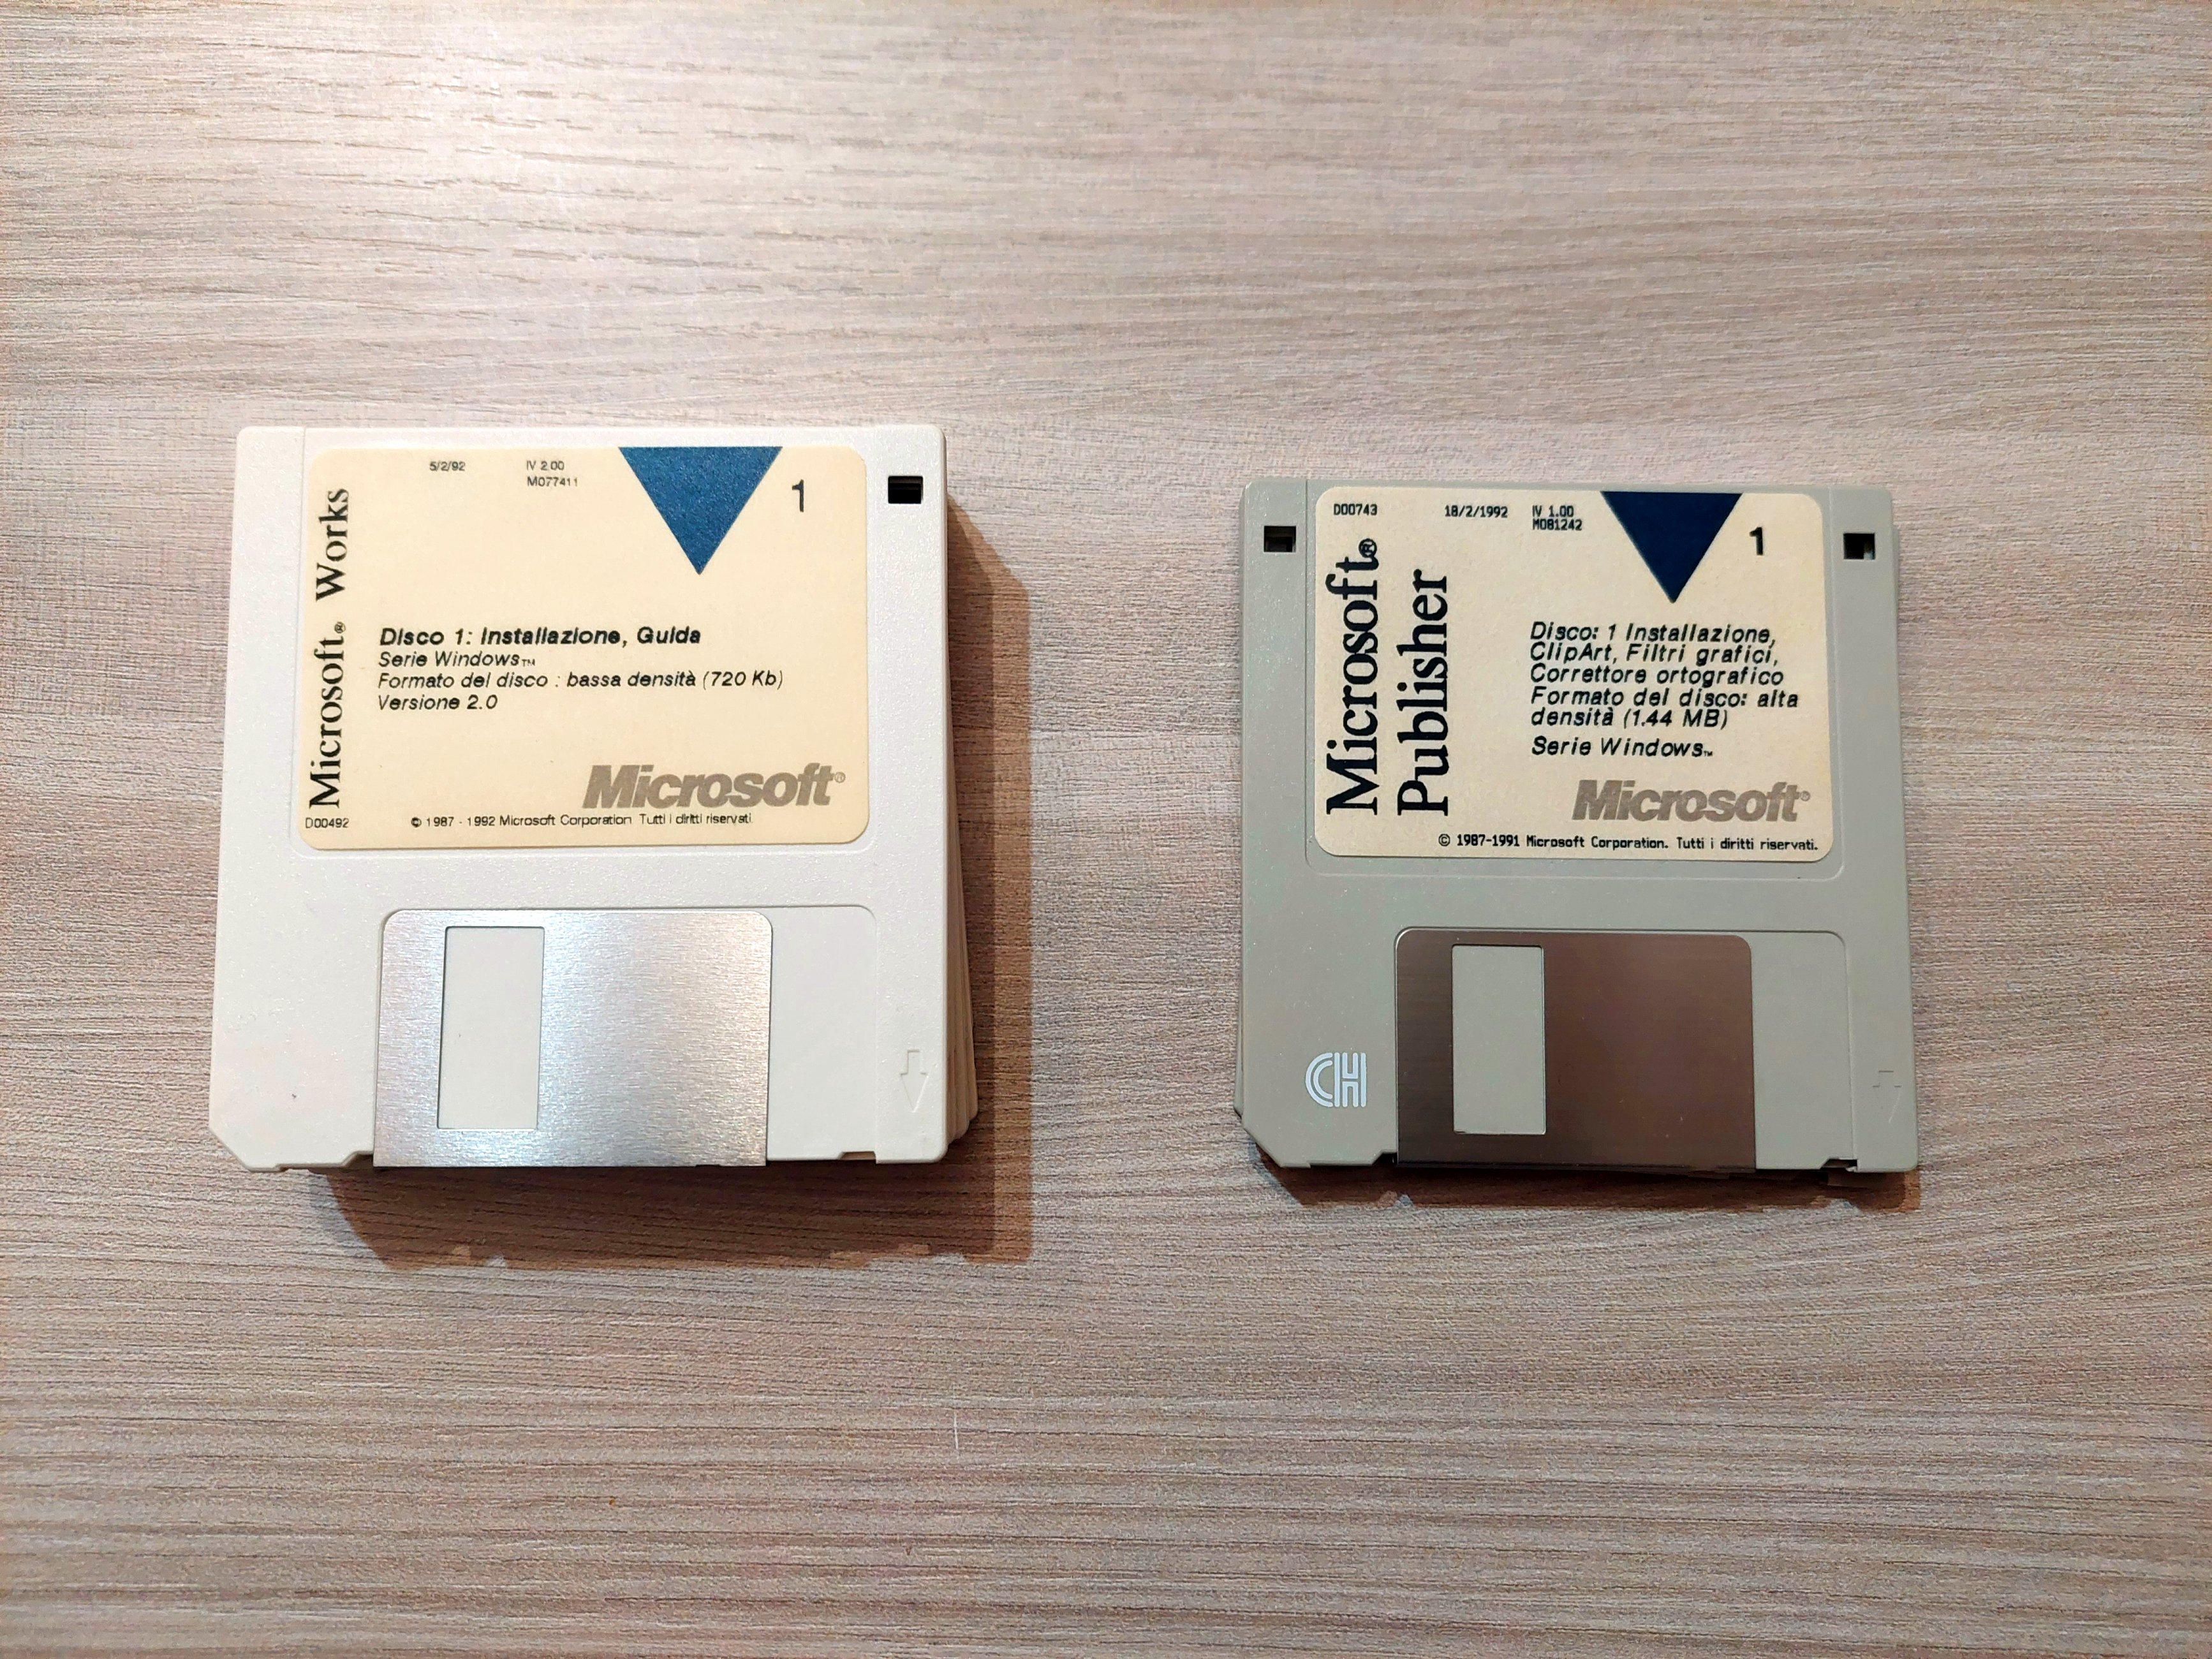 Microsoft® Works
5/2/92
IV 2.00
M077411
1
Disco 1: Installazione, Guida
Serie Windows™
Formato del disco : bassa densità (720 Kb)
Versione 2.0
Microsoft®
D00492
© 1987 - 1992 Microsoft Corporation Tutti i diritti riservati.
D00743
18/2/1992
IV 1.00
M081242
1
Microsoft®
Publisher
Disco: 1 Installazione,
ClipArt, Filtri grafici,
Correttore ortografico
Formato del disco: alta
densità (1.44 MB)
Serie Windows™
Microsoft®
© 1987-1991 Microsoft Corporation. Tutti i diritti riservati.
CH